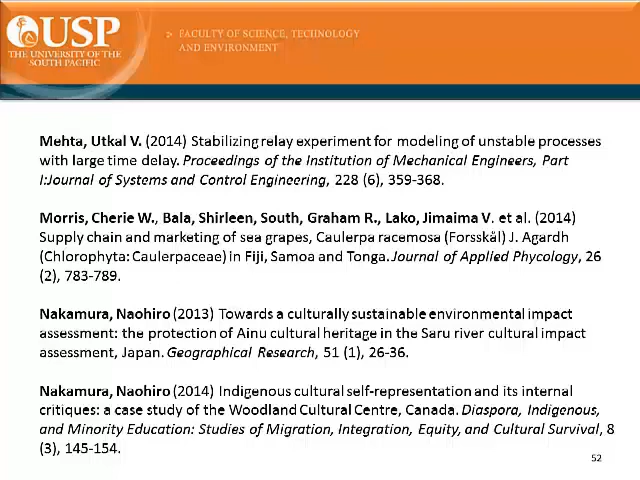 USP
THE UNIVERSITY OF THE
SOUTH PACIFIC
> FACULTY OF SCIENCE, TECHNOLOGY
AND ENVIRONMENT
Mehta, Utkal V. (2014) Stabilizing relay experiment for modeling of unstable processes
with large time delay. Proceedings of the Institution of Mechanical Engineers, Part
I:Journal of Systems and Control Engineering, 228 (6), 359-368.
Morris, Cherie W., Bala, Shirleen, South, Graham R., Lako, Jimaima V. et al. (2014)
Supply chain and marketing of sea grapes, Caulerpa racemosa (Forsskål) J. Agardh
(Chlorophyta: Caulerpaceae) in Fiji, Samoa and Tonga. Journal of Applied Phycology, 26
(2), 783-789.
Nakamura, Naohiro (2013) Towards a culturally sustainable environmental impact
assessment: the protection of Ainu cultural heritage in the Saru river cultural impact
assessment, Japan. Geographical Research, 51 (1), 26-36.
Nakamura, Naohiro (2014) Indigenous cultural self-representation and its internal
critiques: a case study of the Woodland Cultural Centre, Canada. Diaspora, Indigenous,
and Minority Education: Studies of Migration, Integration, Equity, and Cultural Survival, 8
(3), 145-154.
52